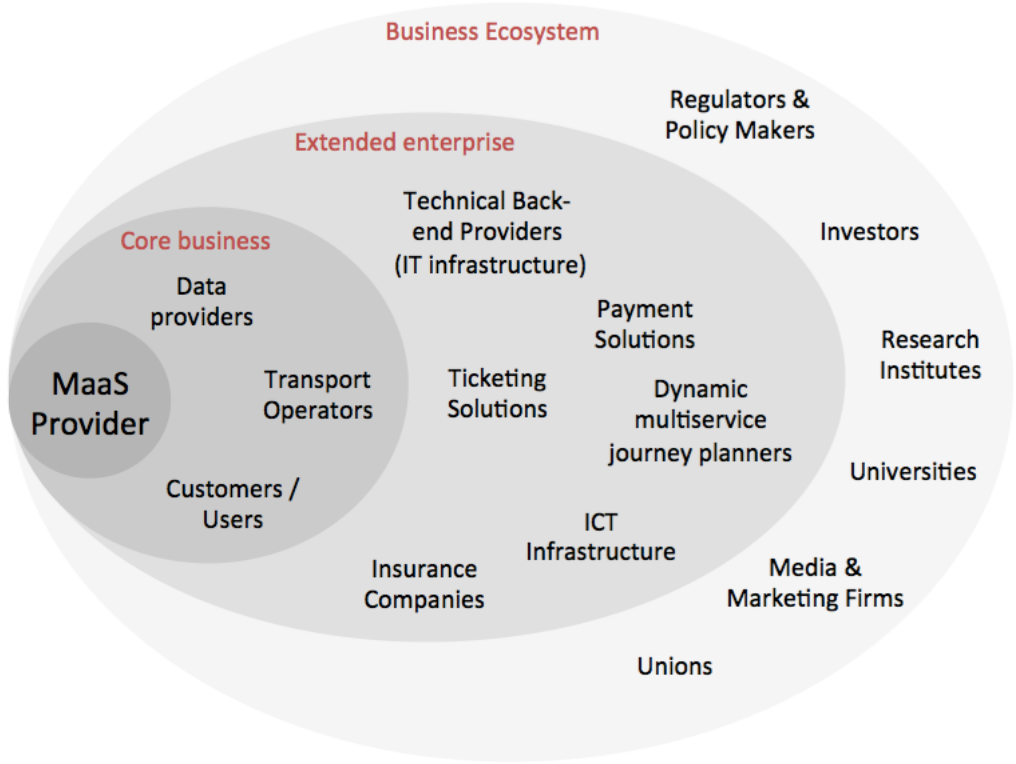 Business Ecosystem
Regulators &
Policy Makers
Extended enterprise
Technical Back-
end Providers
(IT infrastructure)
Investors
Core business
Data
providers
Payment
Solutions
Research
Institutes
MaaS
Provider
Transport
Operators
Ticketing
Solutions
Dynamic
multiservice
journey planners
Universities
Customers /
Users
ICT
Infrastructure
Insurance
Companies
Media &
Marketing Firms
Unions